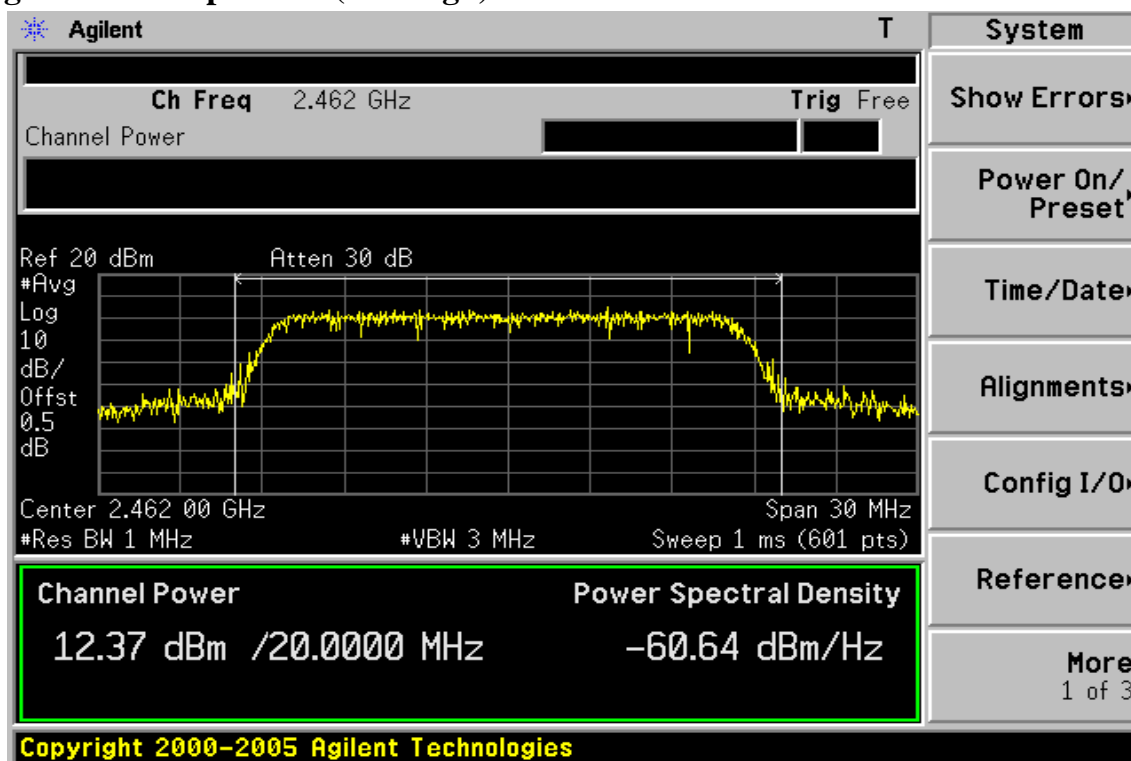 Agilent T System
Show Errors
Ch Freq 2.462 GHz Trig Free
Channel Power
Power On/
Preset
Ref 20 dBm Atten 30 dB
#Avg
Log
10
dB/
Offst
0.5
dB
Time/Date
Alignments
Config I/O
Center 2.462 00 GHz Span 30 MHz
#Res BW 1 MHz #VBW 3 MHz Sweep 1 ms (601 pts)
Channel Power Power Spectral Density
12.37 dBm /20.0000 MHz -60.64 dBm/Hz
Reference
More
1 of 3
Copyright 2000-2005 Agilent Technologies